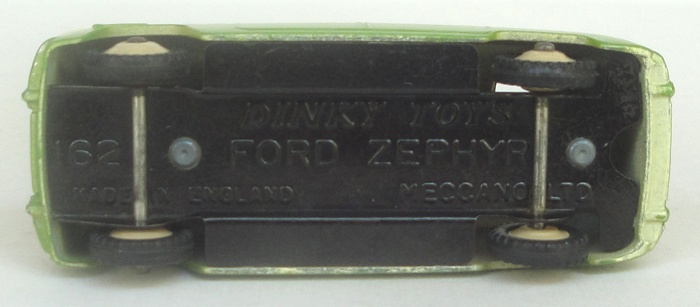 DINKY TOYS
162 FORD ZEPHYR
MADE IN ENGLAND MECCANO LTD